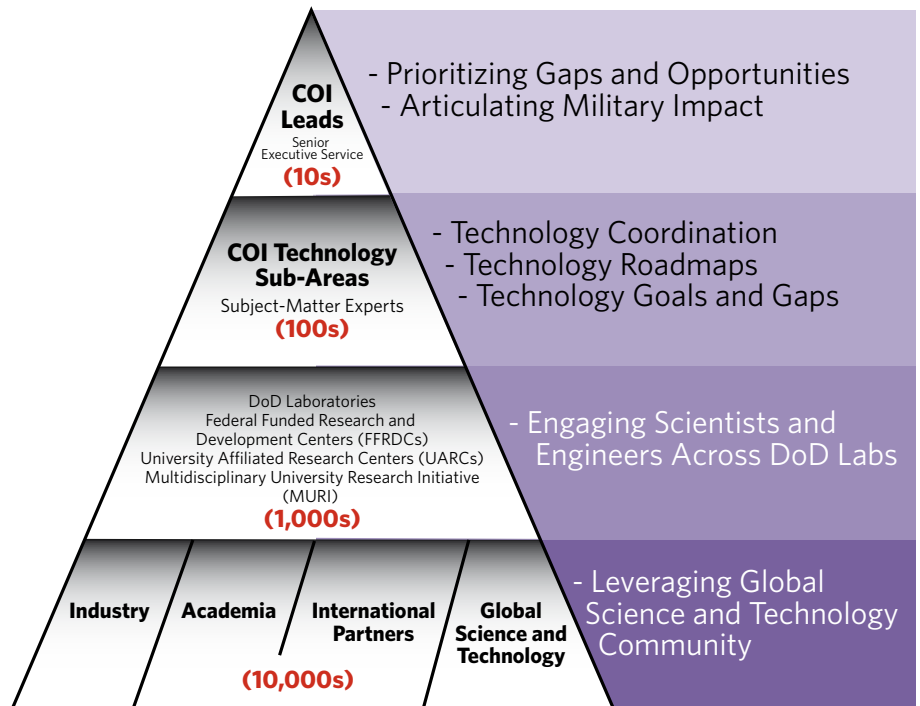 COI
Leads
Senior
Executive Service
(10s)
- Prioritizing Gaps and Opportunities
- Articulating Military Impact
COI Technology
Sub-Areas
Subject-Matter Experts
(100s)
- Technology Coordination
- Technology Roadmaps
- Technology Goals and Gaps
DoD Laboratories
Federal Funded Research and
Development Centers (FFRDCs)
University Affiliated Research Centers (UARCs)
Multidisciplinary University Research Initiative
(MURI)
(1,000s)
- Engaging Scientists and
Engineers Across DoD Labs
Industry
Academia
International
Partners
Global
Science and
Technology
(10,000s)
- Leveraging Global
Science and Technology
Community